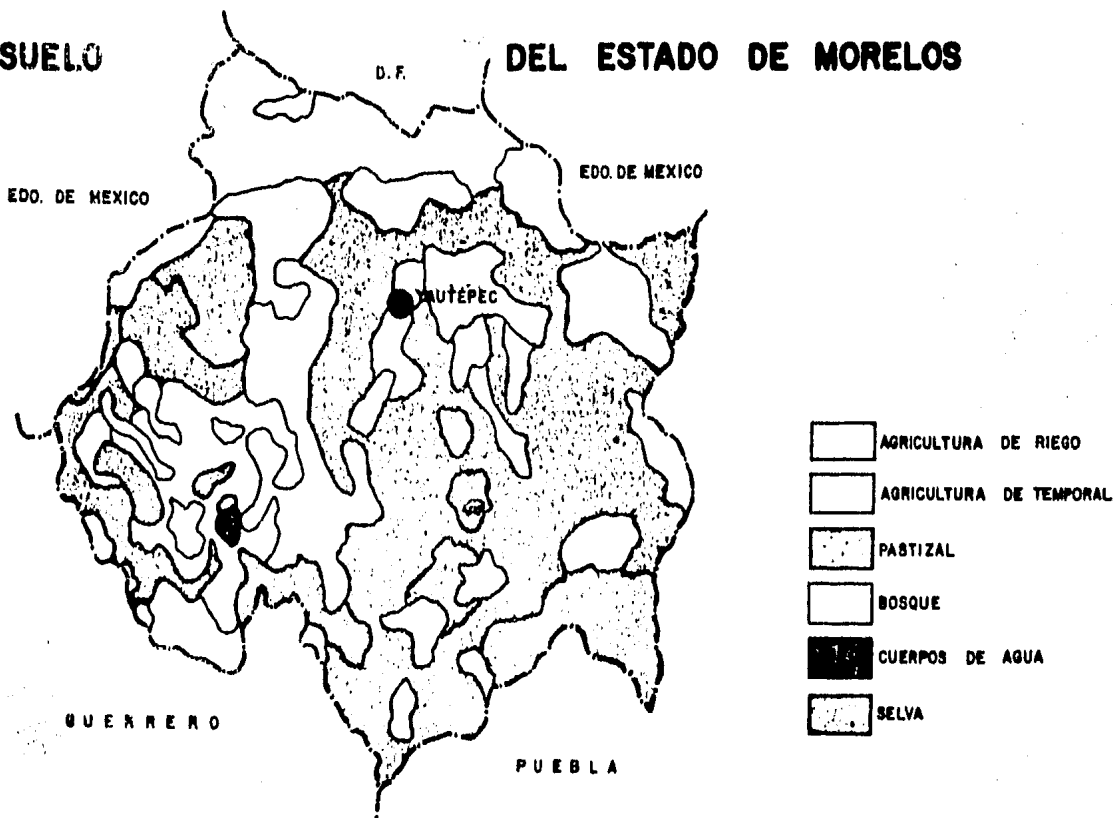 SUELO DEL ESTADO DE MORELOS
D.F.
EDO. DE MEXICO
EDO. DE MEXICO
YAUTEPEC
AGRICULTURA DE RIEGO
AGRICULTURA DE TEMPORAL
PASTIZAL
BOSQUE
CUERPOS DE AGUA
SELVA
GUERRERO
PUEBLA